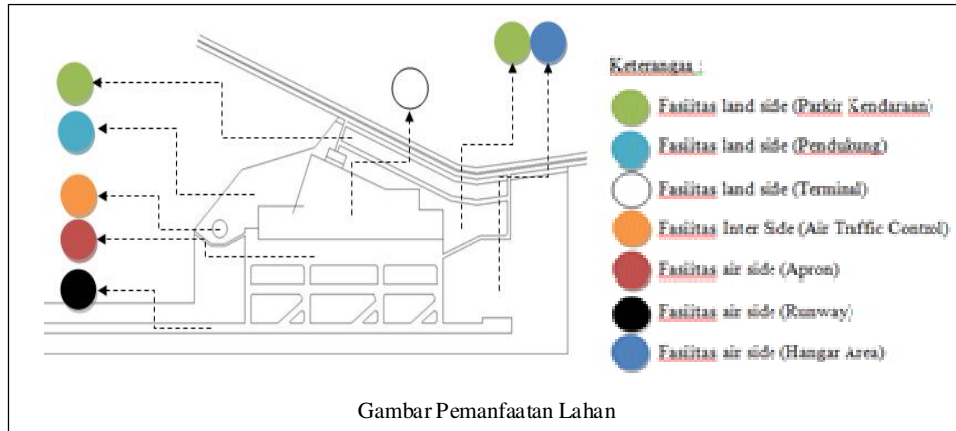 Keterangan :
Fasilitas land side (Parkir Kendaraan)
Fasilitas land side (Pendukung)
Fasilitas land side (Terminal)
Fasilitas Inter Side (Air Traffic Control)
Fasilitas air side (Apron)
Fasilitas air side (Runway)
Fasilitas air side (Hangar Area)
Gambar Pemanfaatan Lahan